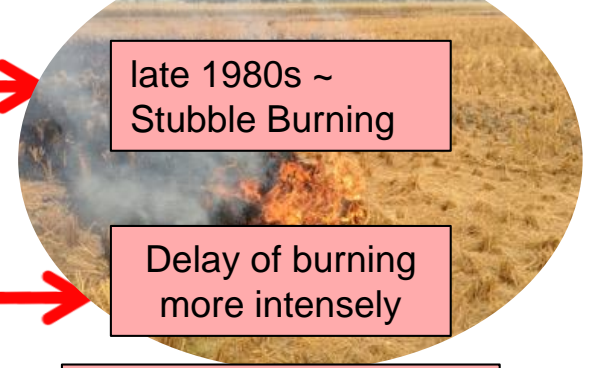 late 1980s ~
Stubble Burning
Delay of burning
more intensely